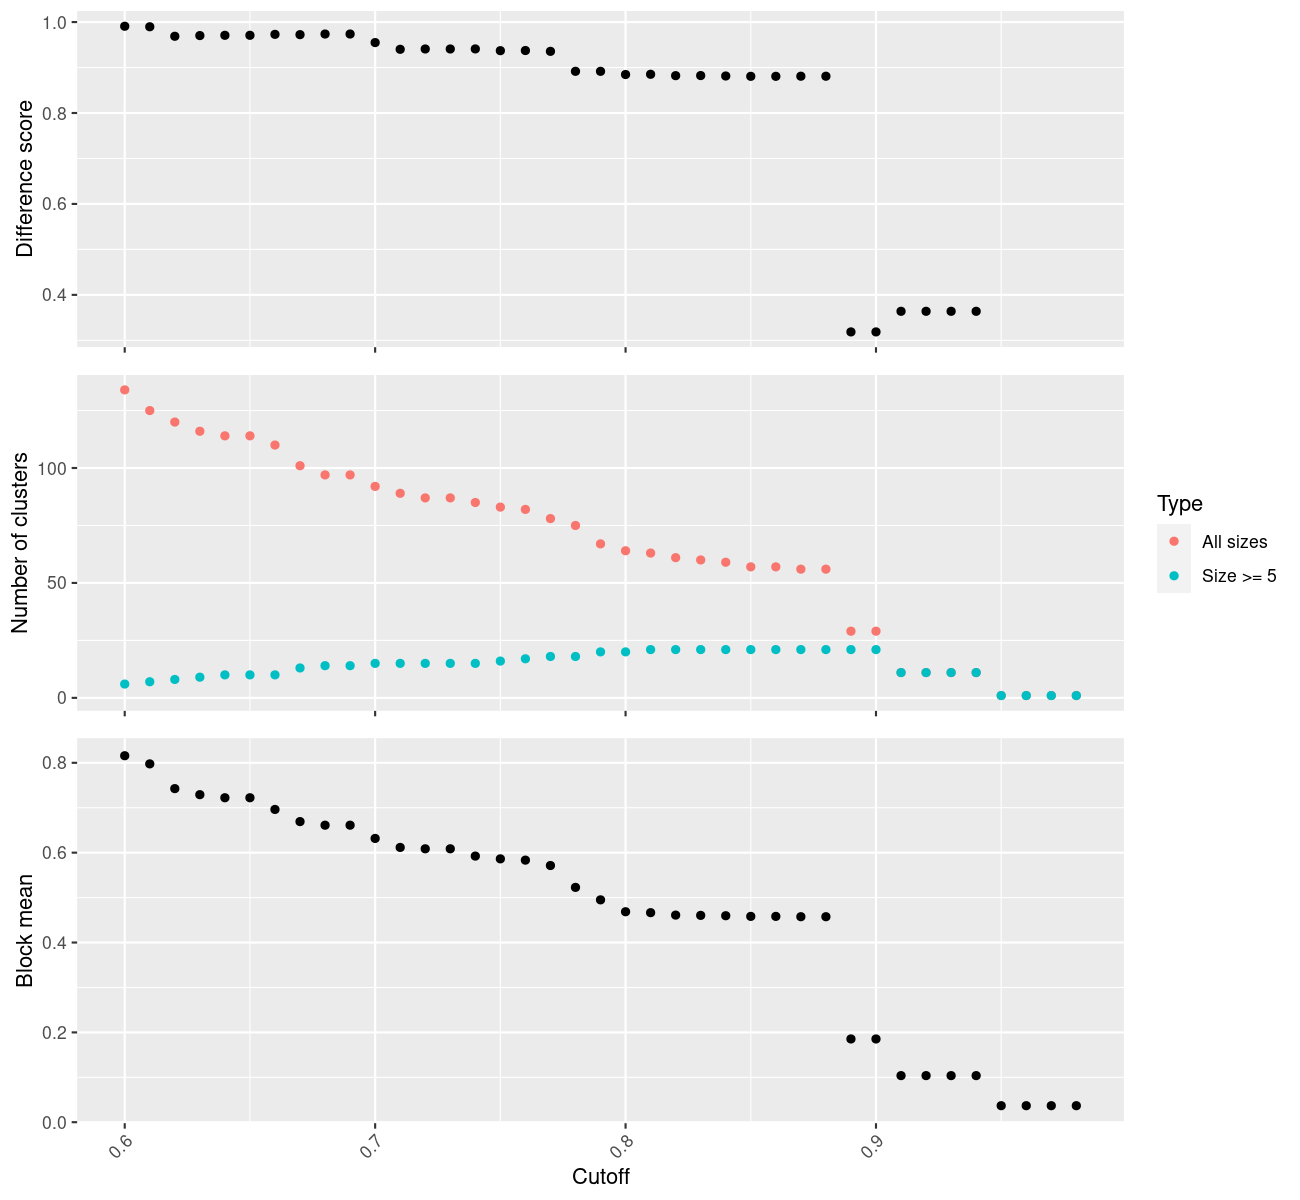 1.0
0.8
0.6
0.4
Difference score
100
50
0
Number of clusters
Type
All sizes
Size >= 5
0.8
0.6
0.4
0.2
0.0
Block mean
0.6 0.7 0.8 0.9
Cutoff